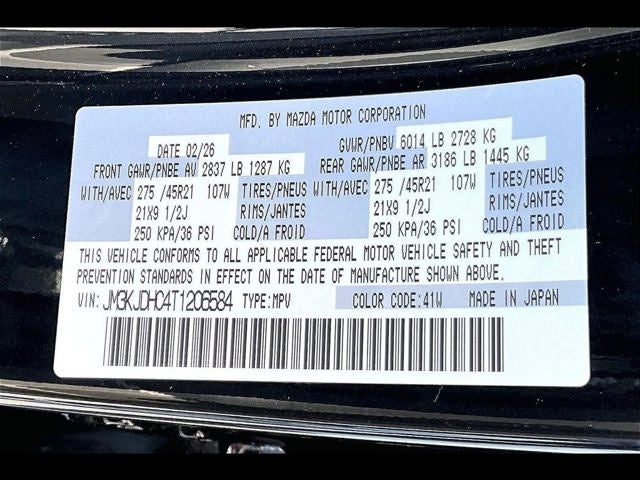 MFD. BY MAZDA MOTOR CORPORATION
DATE 02/26 GVWR/PNBV 6014 LB 2728 KG
FRONT GAWR/PNBE AV 2837 LB 1287 KG REAR GAWR/PNBE AR 3186 LB 1445 KG
WITH/AVEC 275 /45R21 107W TIRES/PNEUS WITH/AVEC 275 /45R21 107W TIRES/PNEUS
21X9 1/2J RIMS/JANTES 21X9 1/2J RIMS/JANTES
250 KPA/36 PSI COLD/A FROID 250 KPA/36 PSI COLD/A FROID
THIS VEHICLE CONFORMS TO ALL APPLICABLE FEDERAL MOTOR VEHICLE SAFETY AND THEFT
PREVENTION STANDARDS IN EFFECT ON THE DATE OF MANUFACTURE SHOWN ABOVE.
VIN: JM3KJDHC4T1205584 TYPE:MPV COLOR CODE:41W MADE IN JAPAN